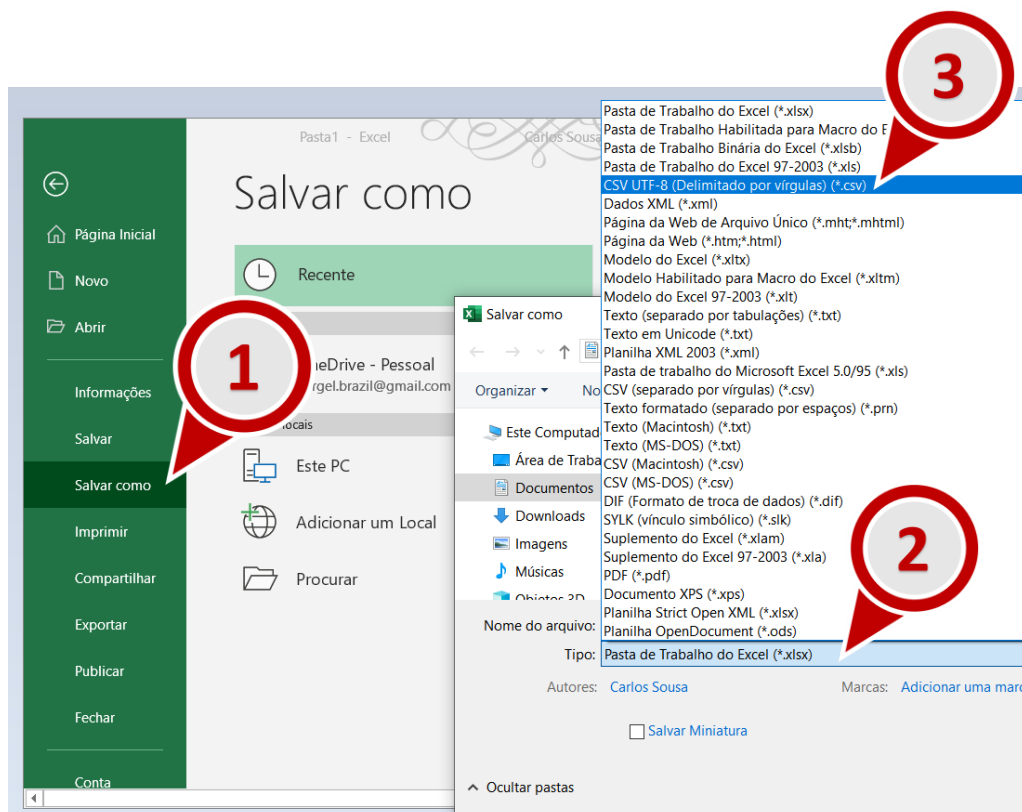 3
Pasta1 - Excel
Carlos Sousa
Salvar como
Página Inicial
Novo
Abrir
Informações
Salvar
Salvar como
Imprimir
Compartilhar
Exportar
Publicar
Fechar
Conta
1
Recente
neDrive - Pessoal
rgel.brazil@gmail.com
locais
Este PC
Adicionar um Local
Procurar
Salvar como
Organizar
No
Este Computad
Área de Traba
Documentos
Downloads
Imagens
Músicas
Objetos 3D
Pasta de Trabalho do Excel (*.xlsx)
Pasta de Trabalho Habilitada para Macro do E
Pasta de Trabalho Binária do Excel (*.xlsb)
Pasta de Trabalho do Excel 97-2003 (*.xls)
CSV UTF-8 (Delimitado por vírgulas) (*.csv)
Dados XML (*.xml)
Página da Web de Arquivo Único (*.mht;*.mhtml)
Página da Web (*.htm;*.html)
Modelo do Excel (*.xltx)
Modelo Habilitado para Macro do Excel (*.xltm)
Modelo do Excel 97-2003 (*.xlt)
Texto (separado por tabulações) (*.txt)
Texto em Unicode (*.txt)
Planilha XML 2003 (*.xml)
Pasta de trabalho do Microsoft Excel 5.0/95 (*.xls)
CSV (separado por vírgulas) (*.csv)
Texto formatado (separado por espaços) (*.prn)
Texto (Macintosh) (*.txt)
Texto (MS-DOS) (*.txt)
CSV (Macintosh) (*.csv)
CSV (MS-DOS) (*.csv)
DIF (Formato de troca de dados) (*.dif)
SYLK (vínculo simbólico) (*.slk)
Suplemento do Excel (*.xlam)
Suplemento do Excel 97-2003 (*.xla)
PDF (*.pdf)
Documento XPS (*.xps)
Planilha Strict Open XML (*.xlsx)
Planilha OpenDocument (*.ods)
2
Nome do arquivo:
Tipo: Pasta de Trabalho do Excel (*.xlsx)
Autores: Carlos Sousa
Marcas: Adicionar uma marc
Salvar Miniatura
Ocultar pastas